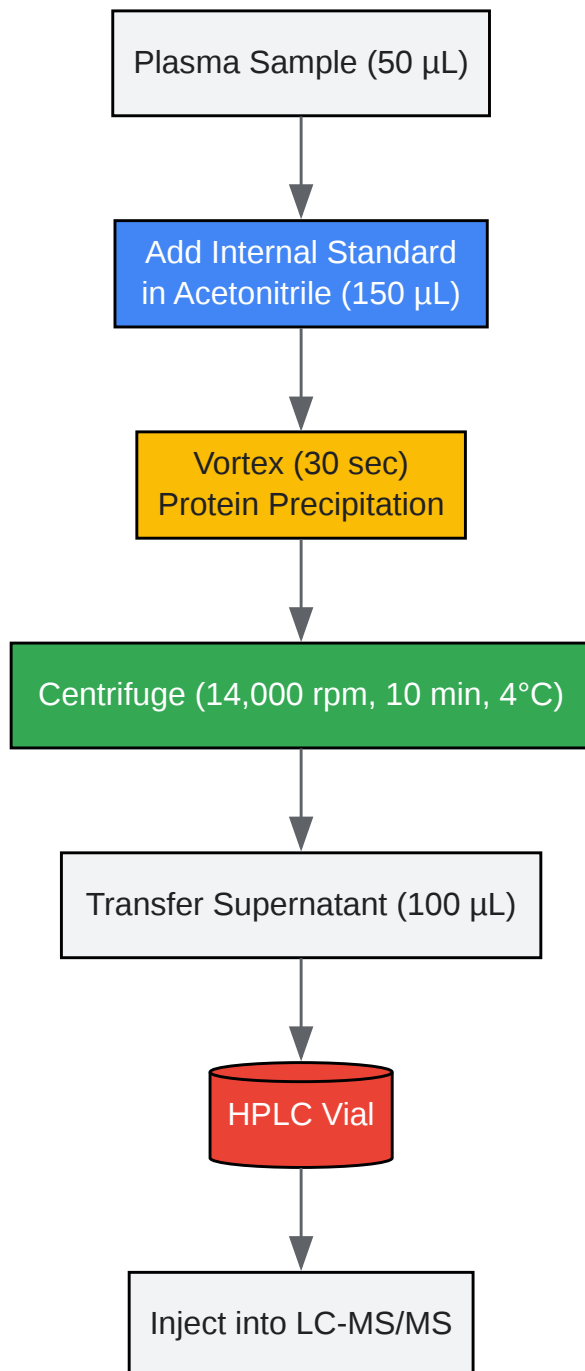 Plasma Sample (50 µL)
Add Internal Standard
in Acetonitrile (150 µL)
Vortex (30 sec)
Protein Precipitation
Centrifuge (14,000 rpm, 10 min, 4°C)
Transfer Supernatant (100 µL)
HPLC Vial
Inject into LC-MS/MS